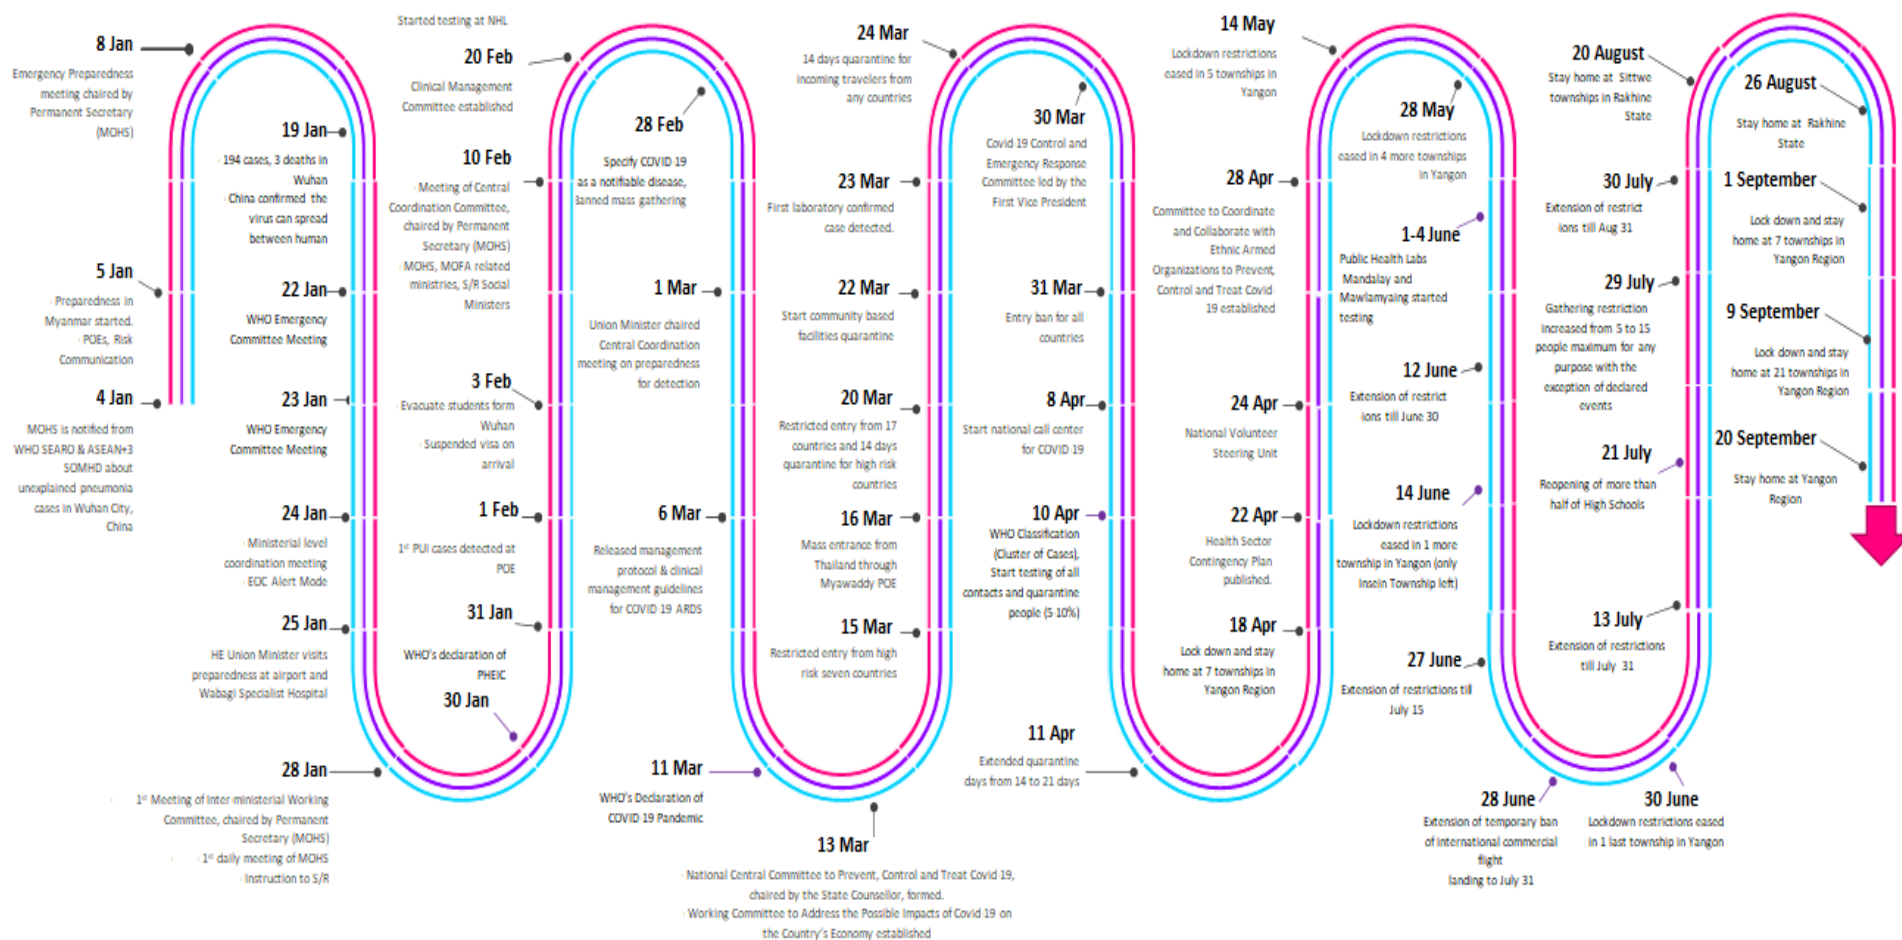 4 Jan
MOHS is notified from
WHO SEARO & ASEAN+3
SOMHD about
unexplained pneumonia
cases in Wuhan City,
China
5 Jan
· Preparedness in
Myanmar started.
· POEs, Risk
Communication
8 Jan
Emergency Preparedness
meeting chaired by
Permanent Secretary
(MOHS)
19 Jan
· 194 cases, 3 deaths in
Wuhan
· China confirmed the
virus can spread
between human
22 Jan
WHO Emergency
Committee Meeting
23 Jan
WHO Emergency
Committee Meeting
24 Jan
· Ministerial level
coordination meeting
· EOC Alert Mode
25 Jan
HE Union Minister visits
preparedness at airport and
Wabagi Specialist Hospital
28 Jan
· 1st Meeting of Inter ministerial Working
Committee, chaired by Permanent
Secretary (MOHS)
· 1st daily meeting of MOHS
· Instruction to S/R
30 Jan
WHO's declaration of
PHEIC
31 Jan
1 Feb
1st PUI cases detected at
POE
3 Feb
· Evacuate students form
Wuhan
· Suspended visa on
arrival
10 Feb
· Meeting of Central
Coordination Committee,
chaired by Permanent
Secretary (MOHS)
· MOHS, MOFA related
ministries, S/R Social
Ministers
20 Feb
Clinical Management
Committee established
Started testing at NHL
28 Feb
Specify COVID 19
as a notifiable disease,
Banned mass gathering
1 Mar
Union Minister chaired
Central Coordination
meeting on preparedness
for detection
6 Mar
Released management
protocol & clinical
management guidelines
for COVID 19 ARDS
11 Mar
WHO's Declaration of
COVID 19 Pandemic
13 Mar
· National Central Committee to Prevent, Control and Treat Covid 19,
chaired by the State Counsellor, formed.
· Working Committee to Address the Possible Impacts of Covid 19 on
the Country's Economy established
15 Mar
Restricted entry from high
risk seven countries
16 Mar
Mass entrance from
Thailand through
Myawaddy POE
20 Mar
Restricted entry from 17
countries and 14 days
quarantine for high risk
countries
22 Mar
Start community based
facilities quarantine
23 Mar
First laboratory confirmed
case detected.
24 Mar
14 days quarantine for
incoming travelers from
any countries
30 Mar
Covid 19 Control and
Emergency Response
Committee led by the
First Vice President
31 Mar
Entry ban for all
countries
8 Apr
Start national call center
for COVID 19
10 Apr
WHO Classification
(Cluster of Cases),
Start testing of all
contacts and quarantine
people (5 10%)
11 Apr
Extended quarantine
days from 14 to 21 days
18 Apr
Lock down and stay
home at 7 townships in
Yangon Region
22 Apr
Health Sector
Contingency Plan
published.
24 Apr
National Volunteer
Steering Unit
28 Apr
Committee to Coordinate
and Collaborate with
Ethnic Armed
Organizations to Prevent,
Control and Treat Covid
19 established
14 May
Lockdown restrictions
eased in 5 townships in
Yangon
28 May
Lockdown restrictions
eased in 4 more townships
in Yangon
1-4 June
Public Health Labs
Mandalay and
Mawlamyaing started
testing
12 June
Extension of restrict
ions till June 30
14 June
Lockdown restrictions
eased in 1 more
township in Yangon (only
Insein Township left)
27 June
Extension of restrictions till
July 15
28 June
Extension of temporary ban
of international commercial
flight
landing to July 31
30 June
Lockdown restrictions eased
in 1 last township in Yangon
13 July
Extension of restrictions
till July 31
21 July
Reopening of more than
half of High Schools
29 July
Gathering restriction
increased from 5 to 15
people maximum for any
purpose with the
exception of declared
events
30 July
Extension of restrict
ions till Aug 31
20 August
Stay home at Sittwe
townships in Rakhine
State
26 August
Stay home at Rakhine
State
1 September
Lock down and stay
home at 7 townships in
Yangon Region
9 September
Lock down and stay
home at 21 townships in
Yangon Region
20 September
Stay home at Yangon
Region